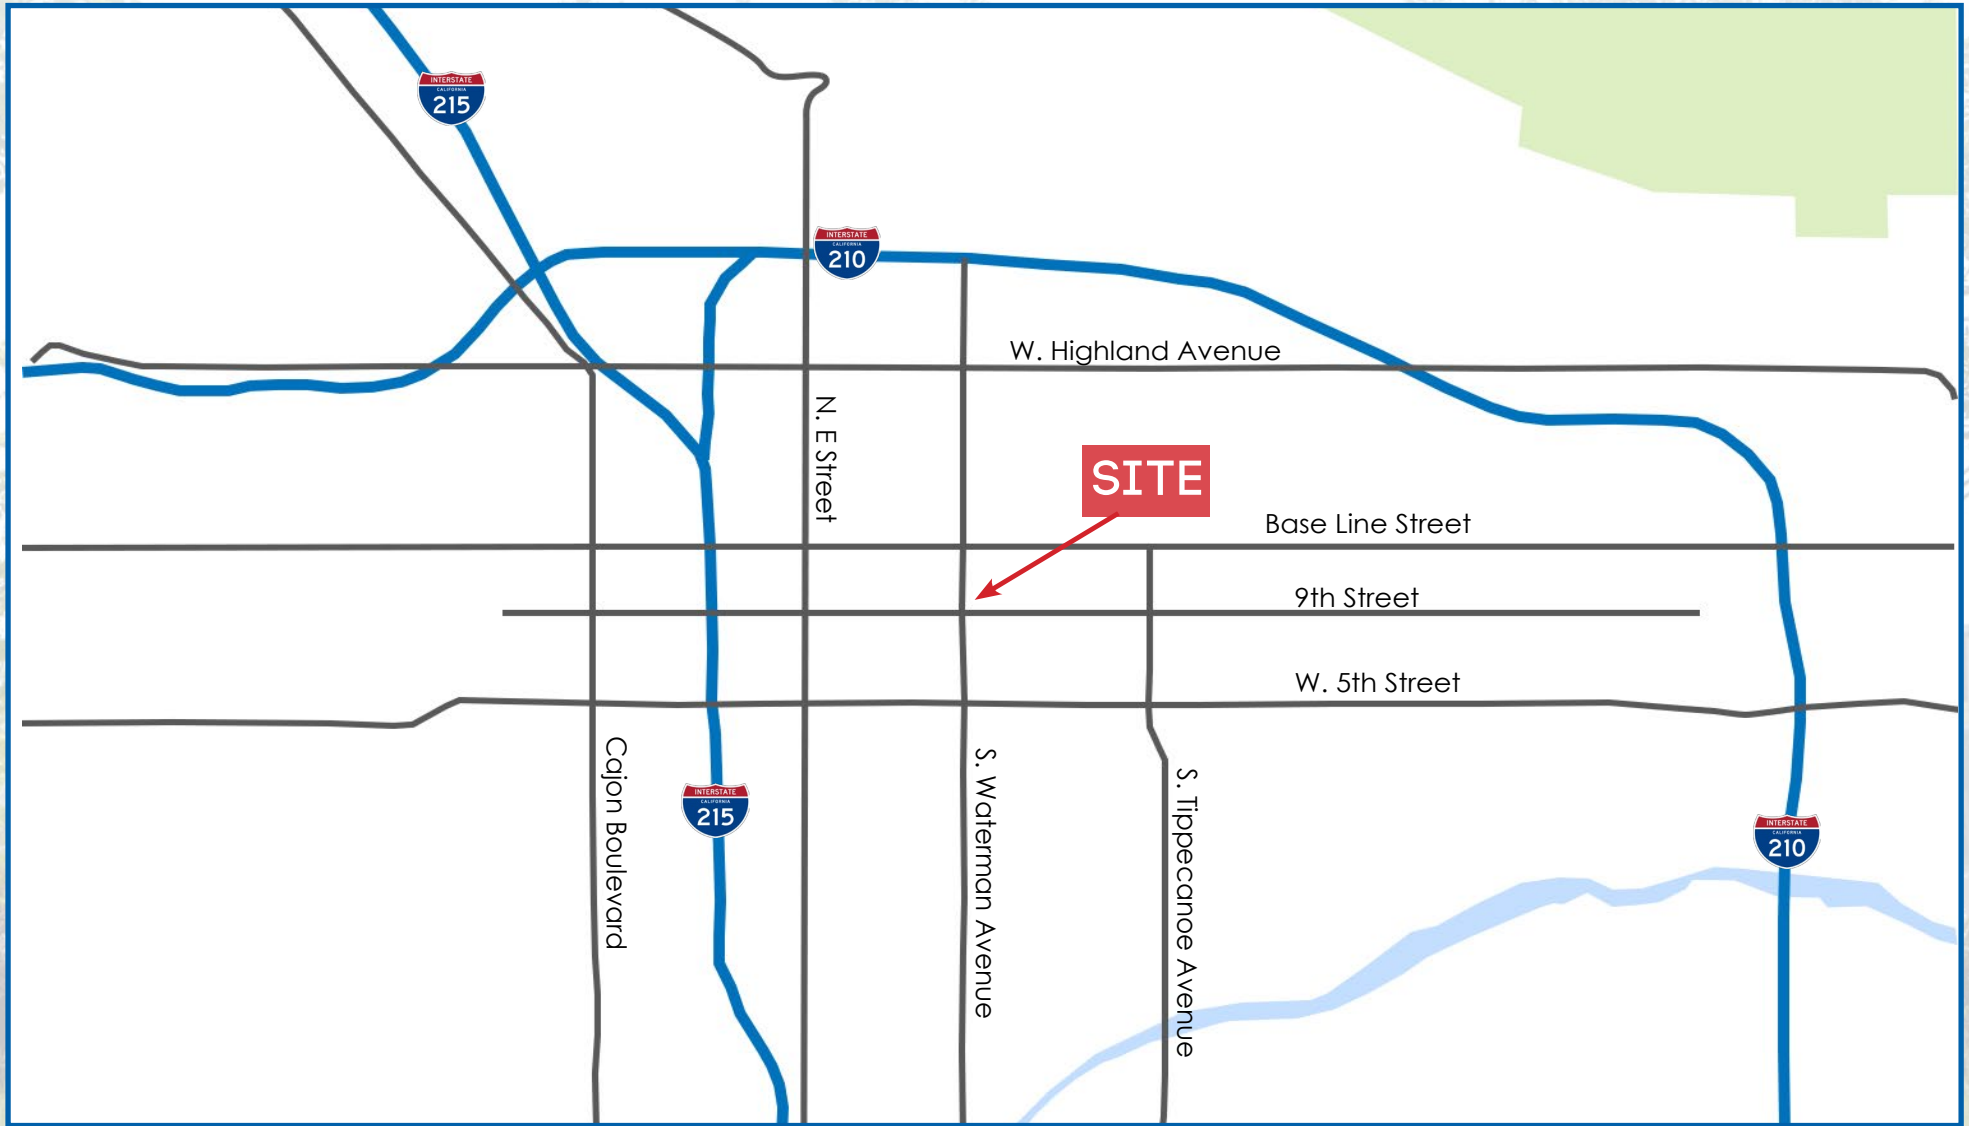 INTERSTATE
CALIFORNIA
215
INTERSTATE
CALIFORNIA
210
W. Highland Avenue
N. E Street
SITE
Base Line Street
9th Street
W. 5th Street
Cajon Boulevard
INTERSTATE
CALIFORNIA
215
S. Waterman Avenue
S. Tippecanoe Avenue
INTERSTATE
CALIFORNIA
210